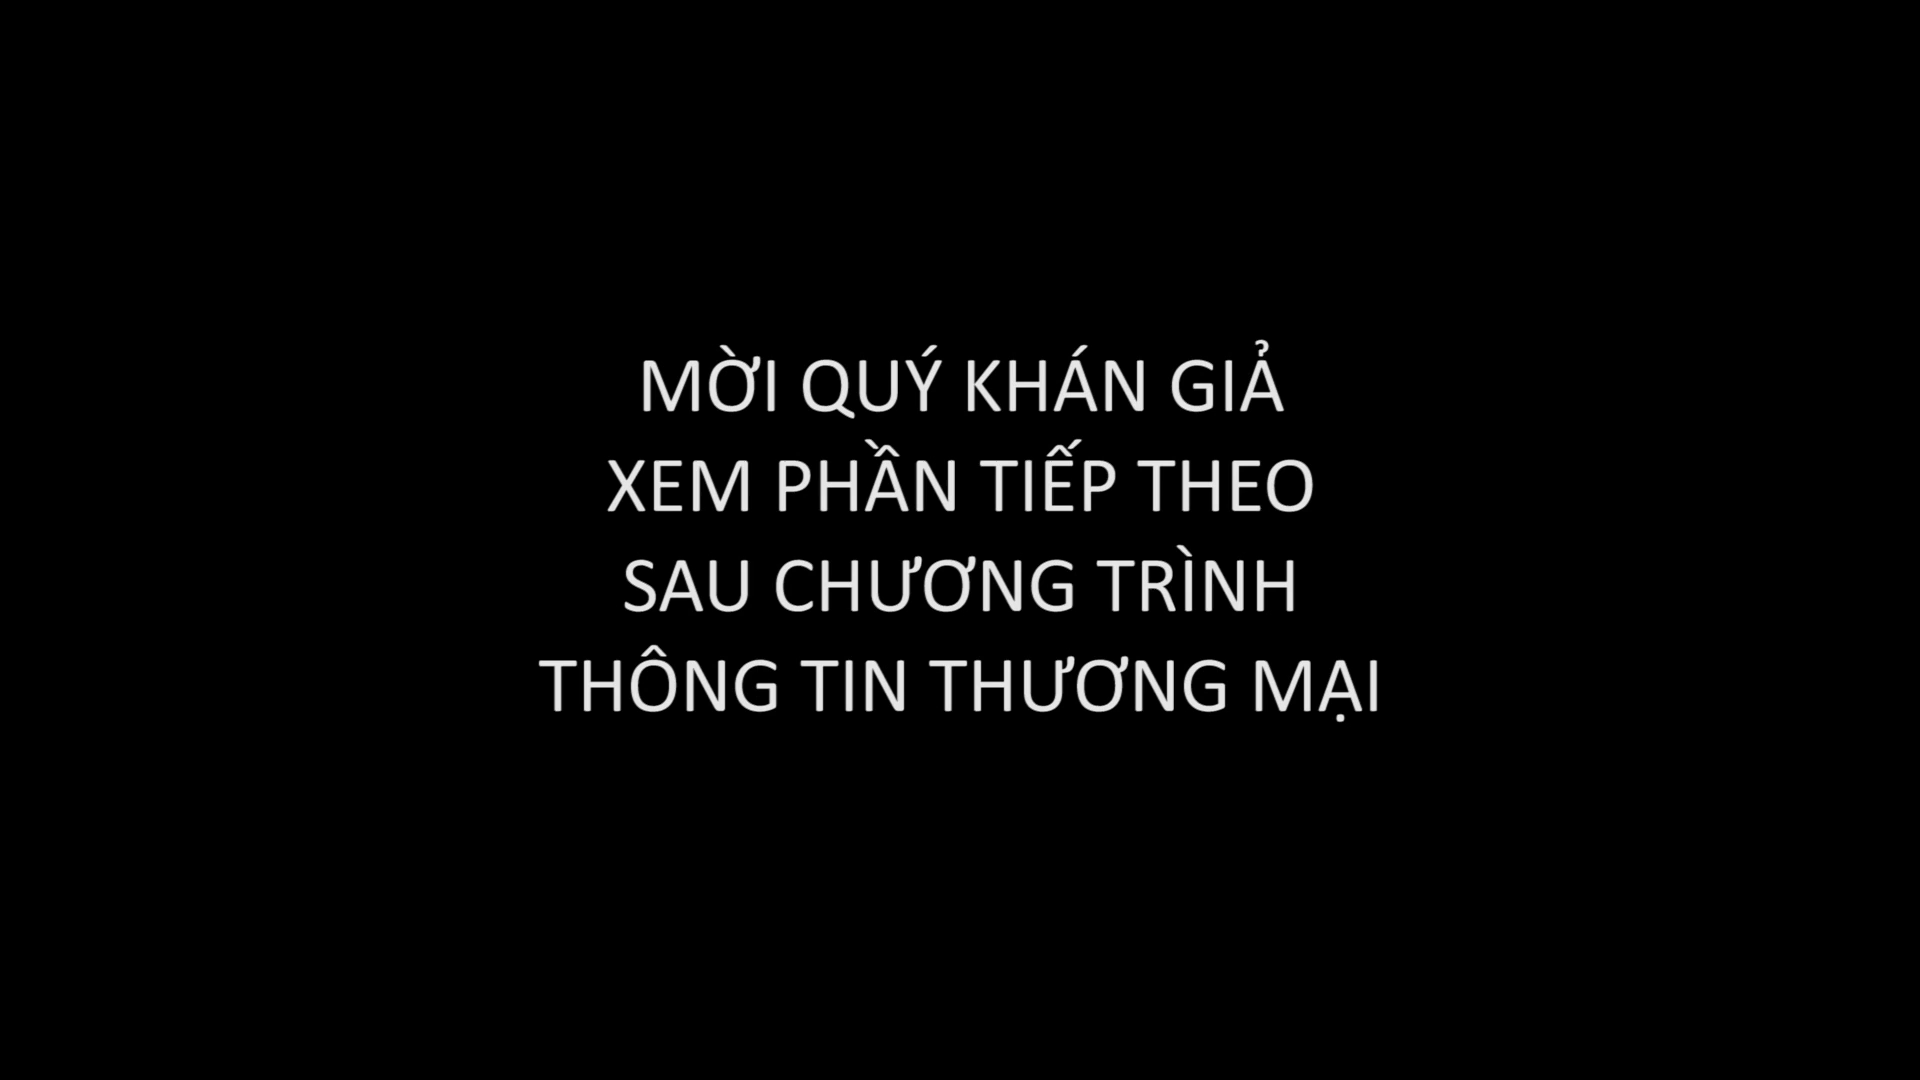 MỜI QUÝ KHÁN GIẢ
XEM PHẦN TIẾP THEO
SAU CHƯƠNG TRÌNH
THÔNG TIN THƯƠNG MẠI